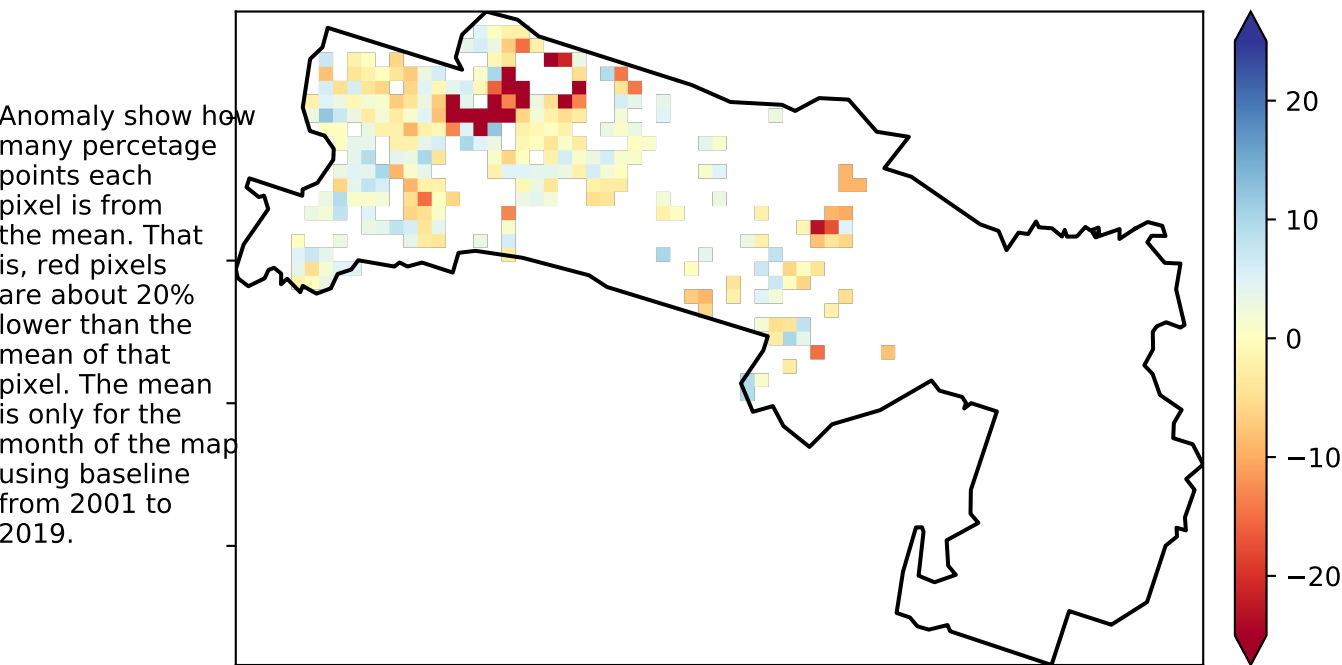 Anomaly show how
many percetage
points each
pixel is from
the mean. That
is, red pixels
are about 20%
lower than the
mean of that
pixel. The mean
is only for the
month of the map
using baseline
from 2001 to
2019.
20
10
0
−10
−20